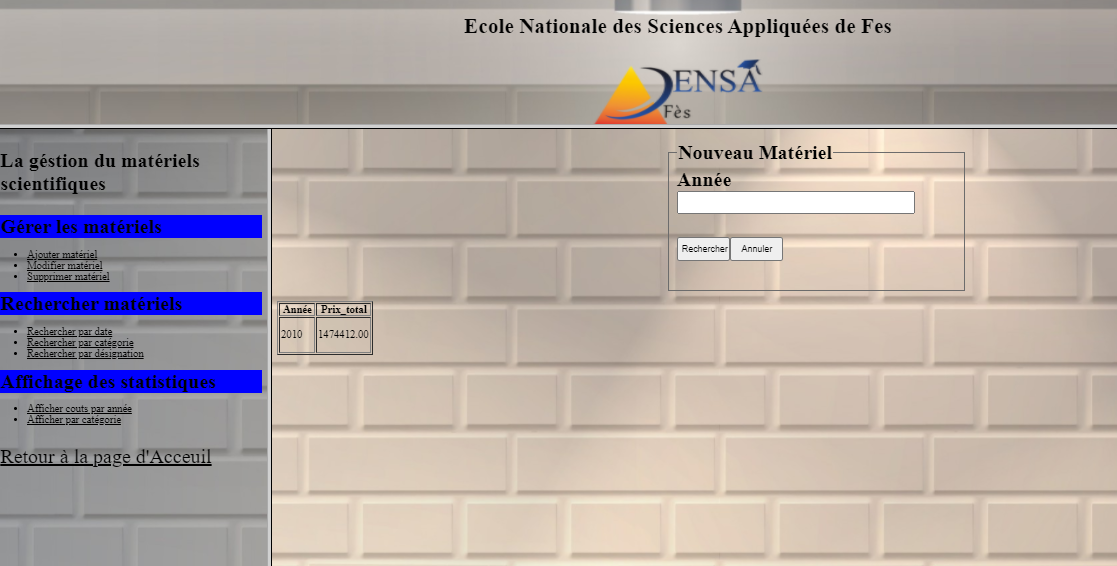 Ecole Nationale des Sciences Appliquées de Fes
ENSA
Fès
La géstion du matériels
scientifiques
Gérer les matériels
Ajouter matériel
Modifier matériel
Supprimer matériel
Rechercher matériels
Rechercher par date
Rechercher par catégorie
Rechercher par désignation
Affichage des statistiques
Afficher couts par année
Afficher par catégorie
Retour à la page d'Acceuil
Nouveau Matériel
Année
Rechercher Annuler
Année Prix_total
2010 1474412.00